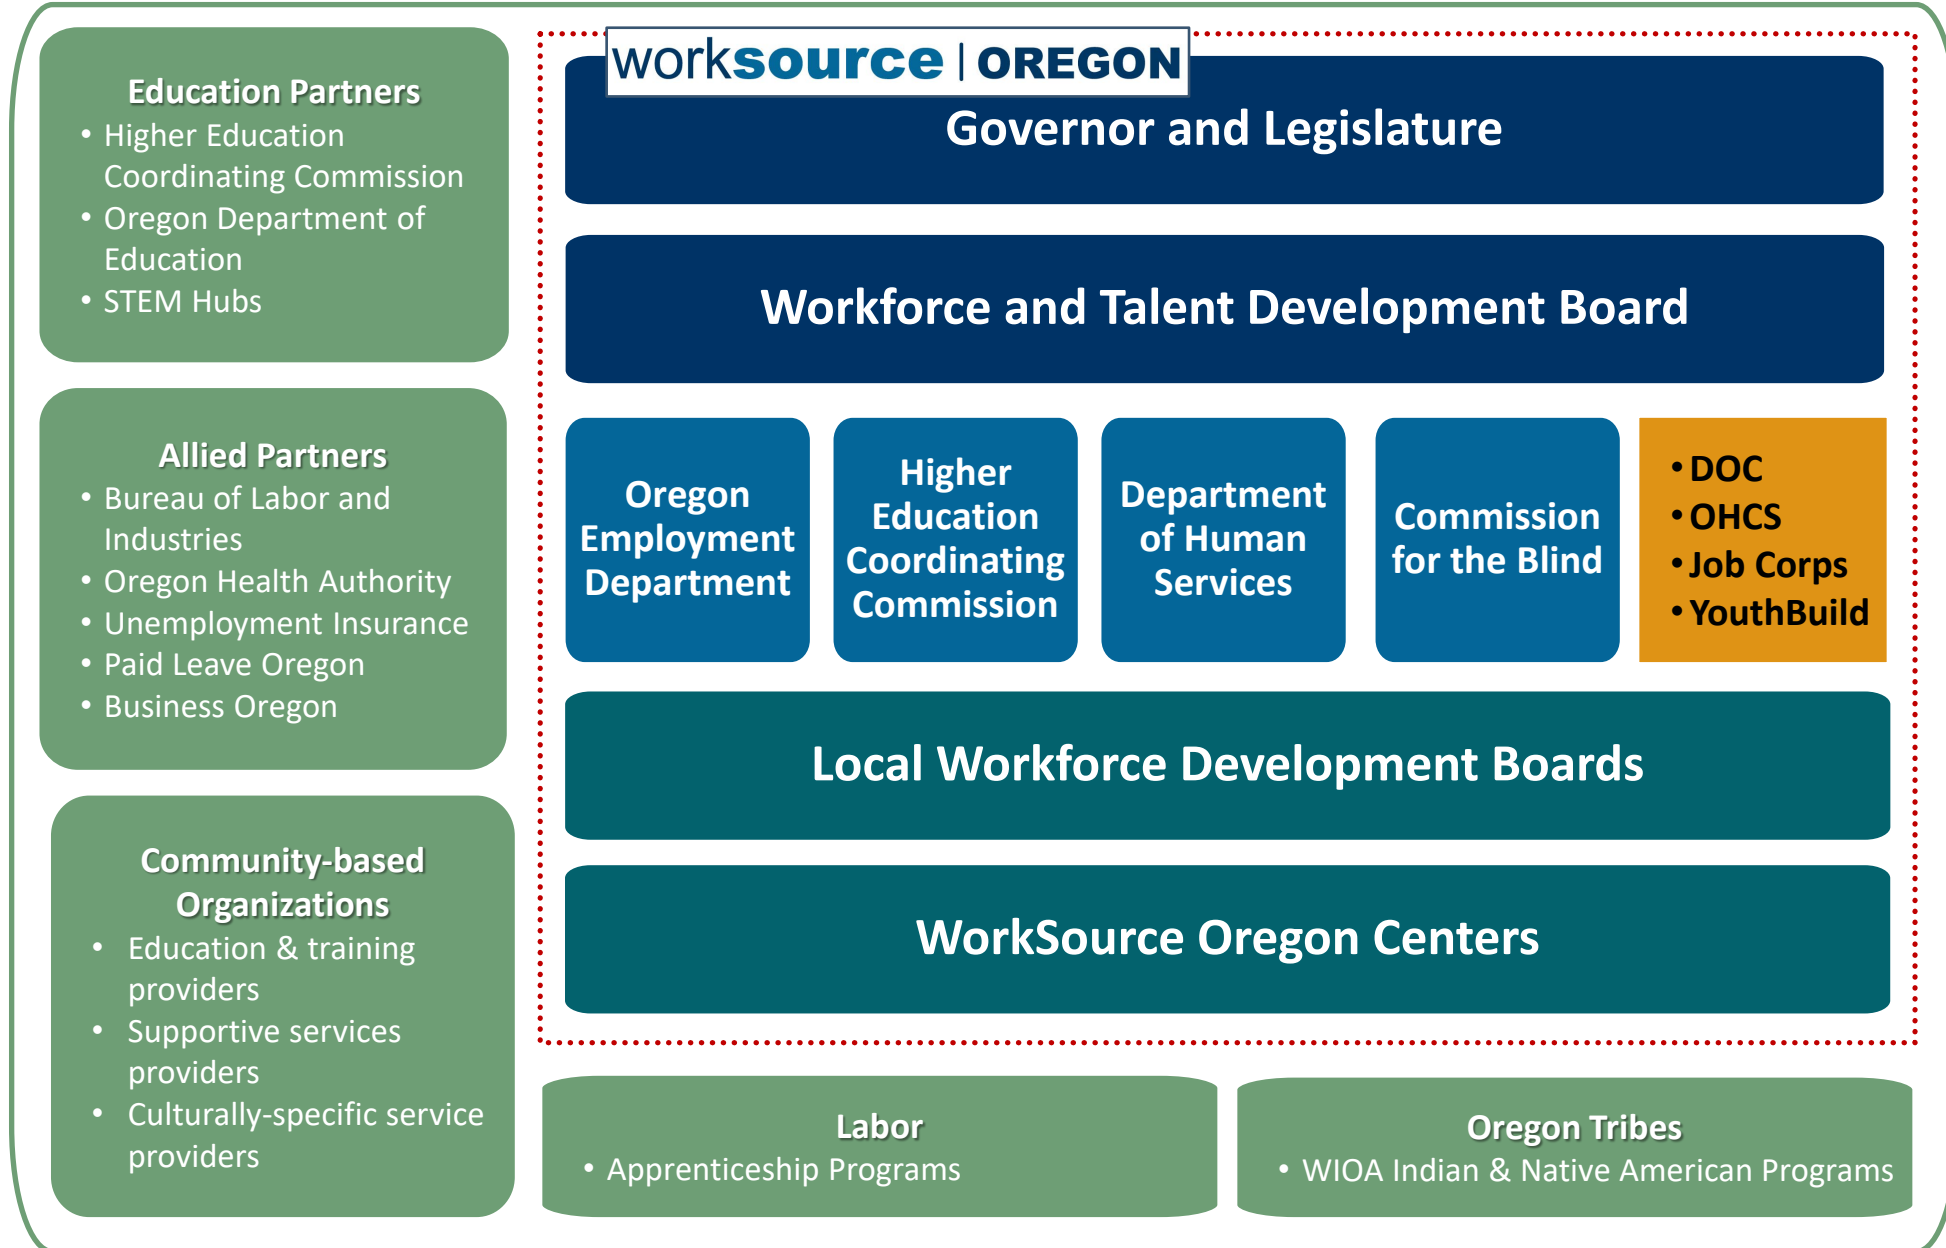 Education Partners
• Higher Education
Coordinating Commission
• Oregon Department of
Education
• STEM Hubs
Allied Partners
• Bureau of Labor and
Industries
• Oregon Health Authority
• Unemployment Insurance
• Paid Leave Oregon
• Business Oregon
Community-based
Organizations
• Education & training
providers
• Supportive services
providers
• Culturally-specific service
providers
worksource | OREGON
Governor and Legislature
Workforce and Talent Development Board
Oregon
Employment
Department
Higher
Education
Coordinating
Commission
Department
of Human
Services
Commission
for the Blind
• DOC
• OHCS
• Job Corps
• YouthBuild
Local Workforce Development Boards
WorkSource Oregon Centers
Labor
• Apprenticeship Programs
Oregon Tribes
• WIOA Indian & Native American Programs